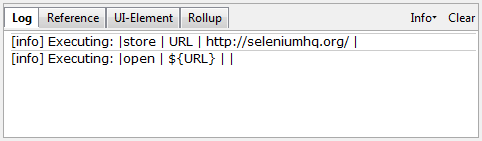 Log Reference UI-Element Rollup Info Clear
[info] Executing: |store | URL | http://seleniumhq.org/ |
[info] Executing: |open | ${URL} | |